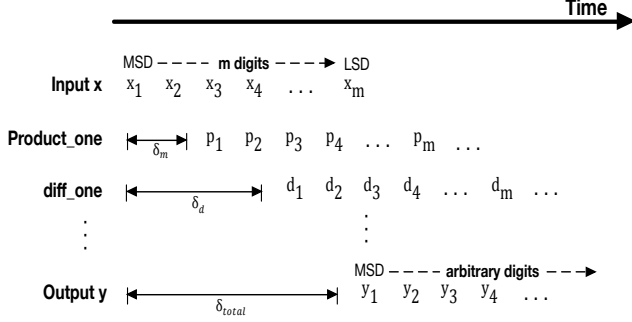 Time
MSD m digits LSD
Input x x1 x2 x3 x4 ... xm
Product_one δm p1 p2 p3 p4 ... pm ...
diff_one δd d1 d2 d3 d4 ... dm ...
MSD arbitrary digits
Output y δtotal y1 y2 y3 y4 ...